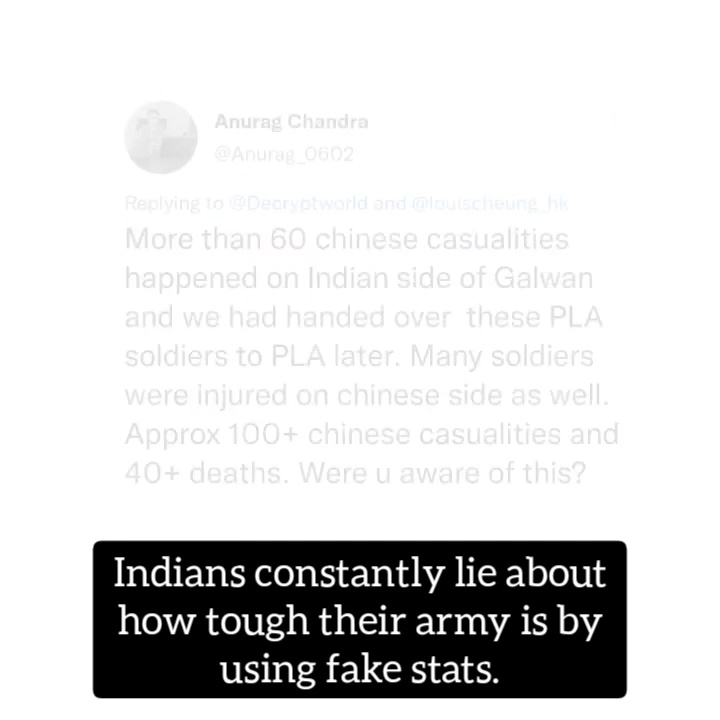 Anurag Chandra
@Anurag_0602
Replying to @Decryptworld and @louischeung_hk
More than 60 chinese casualities
happened on Indian side of Galwan
and we had handed over  these PLA
soldiers to PLA later. Many soldiers
were injured on chinese side as well.
Approx 100+ chinese casualities and
40+ deaths. Were u aware of this?
Indians constantly lie about
how tough their army is by
using fake stats.